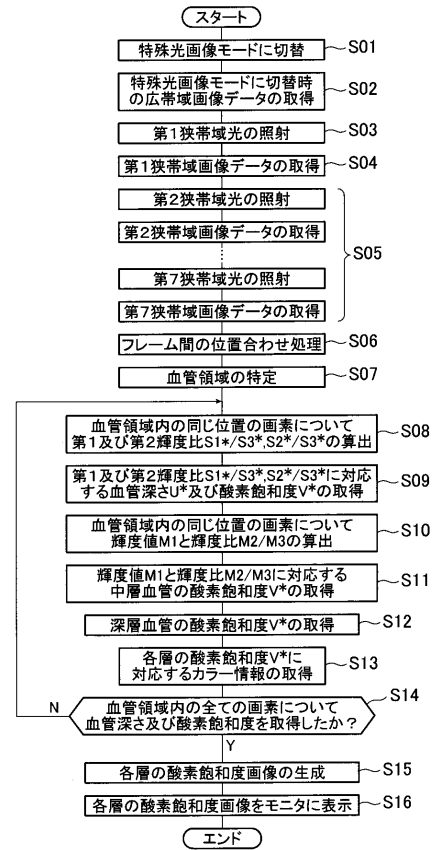 スタート
特殊光画像モードに切替
S01
特殊光画像モードに切替時
の広帯域画像データの取得
S02
第1狭帯域光の照射
S03
第1狭帯域画像データの取得
S04
第2狭帯域光の照射
第2狭帯域画像データの取得
第7狭帯域光の照射
第7狭帯域画像データの取得
S05
フレーム間の位置合わせ処理
S06
血管領域の特定
S07
血管領域内の同じ位置の画素について
第1及び第2輝度比S1*/S3*,S2*/S3*の算出
S08
第1及び第2輝度比S1*/S3*,S2*/S3*に対応
する血管深さU*及び酸素飽和度V*の取得
S09
血管領域内の同じ位置の画素について
輝度値M1と輝度比M2/M3の算出
S10
輝度値M1と輝度比M2/M3に対応する
中層血管の酸素飽和度V*の取得
S11
深層血管の酸素飽和度V*の取得
S12
各層の酸素飽和度V*に
対応するカラー情報の取得
S13
血管領域内の全ての画素について
血管深さ及び酸素飽和度を取得したか?
S14
N
Y
各層の酸素飽和度画像の生成
S15
各層の酸素飽和度画像をモニタに表示
S16
エンド